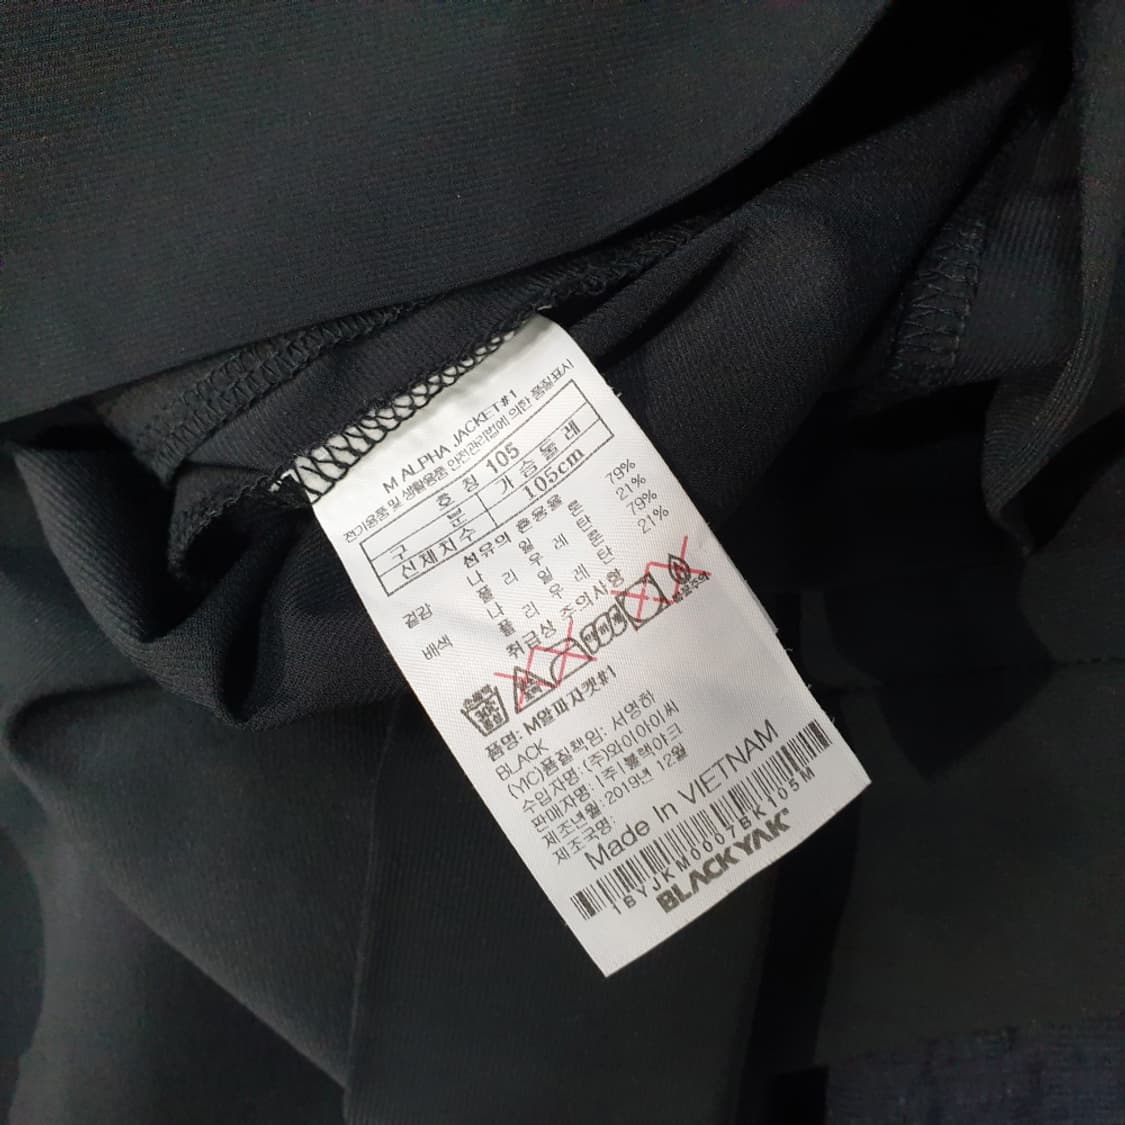 M ALPHA JACKET#1
전기용품 및 생활용품 안전관리법에 의한 품질표시
호칭 105
구 분 가슴둘레
신체치수 105cm
섬유의 혼용율
겉감 나일론 79%
폴리우레탄 21%
배색 나일론 79%
폴리우레탄 21%
취급상 주의사항
품명: M알파자켓#1
BLACK
(YIC)품질책임: 서영하
수입자명: (주)와이아이씨
판매자명: (주)블랙야크
제조년월: 2019년 12월
제조국명:
Made In VIETNAM
1BYJKM0007BK105M
BLACKYAK